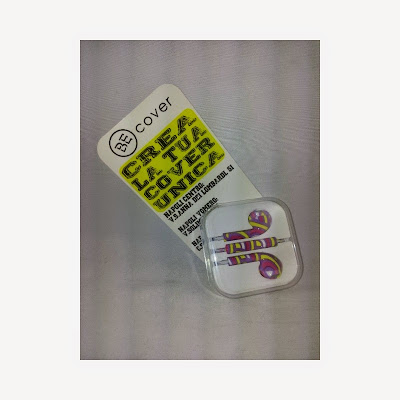 BE cover
CREA
LA TUA
COVER
UNICA
NAPOLI CENTRO:
V.S.ANNA DEI LOMBARDI, 51
NAPOLI VOMERO: